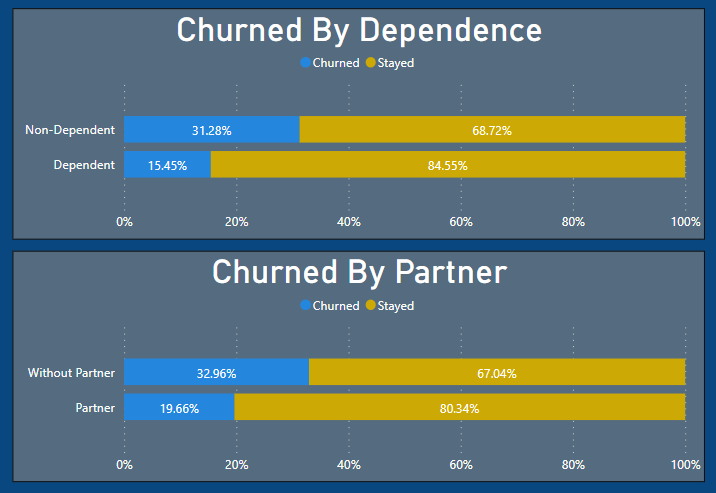 Churned By Dependence
Churned Stayed
Non-Dependent 31.28% 68.72%
Dependent 15.45% 84.55%
0% 20% 40% 60% 80% 100%
Churned By Partner
Churned Stayed
Without Partner 32.96% 67.04%
Partner 19.66% 80.34%
0% 20% 40% 60% 80% 100%